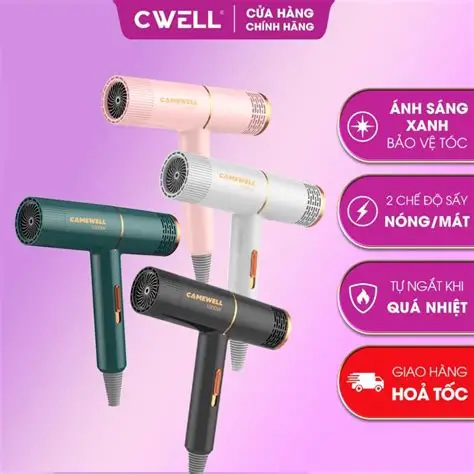 CWELL®
CỬA HÀNG
CHÍNH HÃNG
CAMEWELL
ÁNH SÁNG
XANH
BẢO VỆ TÓC
CAMEWELL
2 CHẾ ĐỘ SẤY
NÓNG/MÁT
CAMEWELL
CAMEWELL
TỰ NGẮT KHI
QUÁ NHIỆT
GIAO HÀNG
HOẢ TỐC